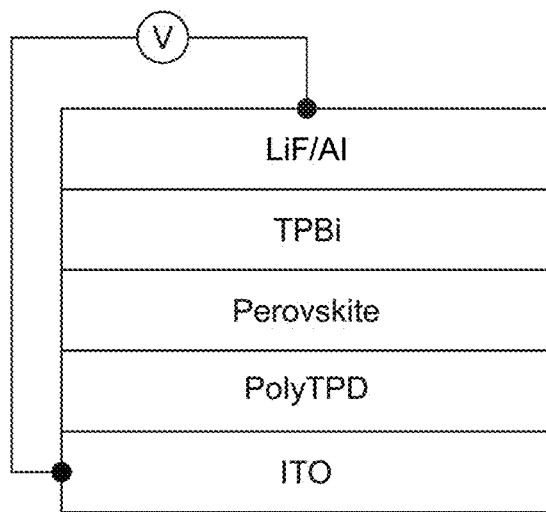 V
LiF/Al
TPBi
Perovskite
PolyTPD
ITO